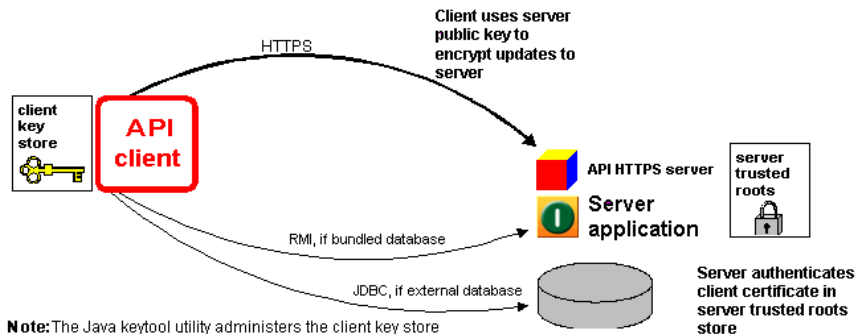 Client uses server
public key to
encrypt updates to
server
HTTPS
client
key
store
API
client
API HTTPS server
server
trusted
roots
Server
application
RMI, if bundled database
JDBC, if external database
Server authenticates
client certificate in
server trusted roots
store
Note: The Java keytool utility administers the client key store